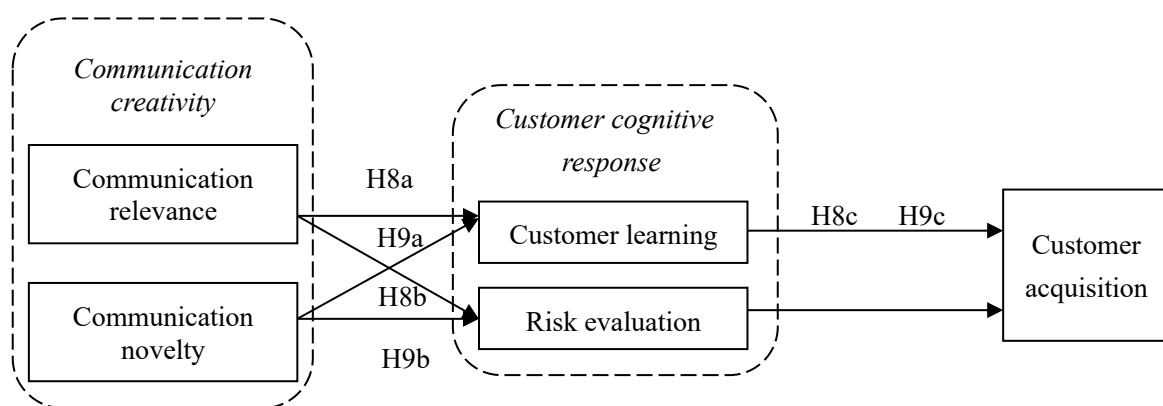 Communication
creativity
Communication
relevance
Communication
novelty
H8a
H9a
H8b
H9b
Customer cognitive
response
Customer learning
Risk evaluation
H8c
H9c
Customer
acquisition